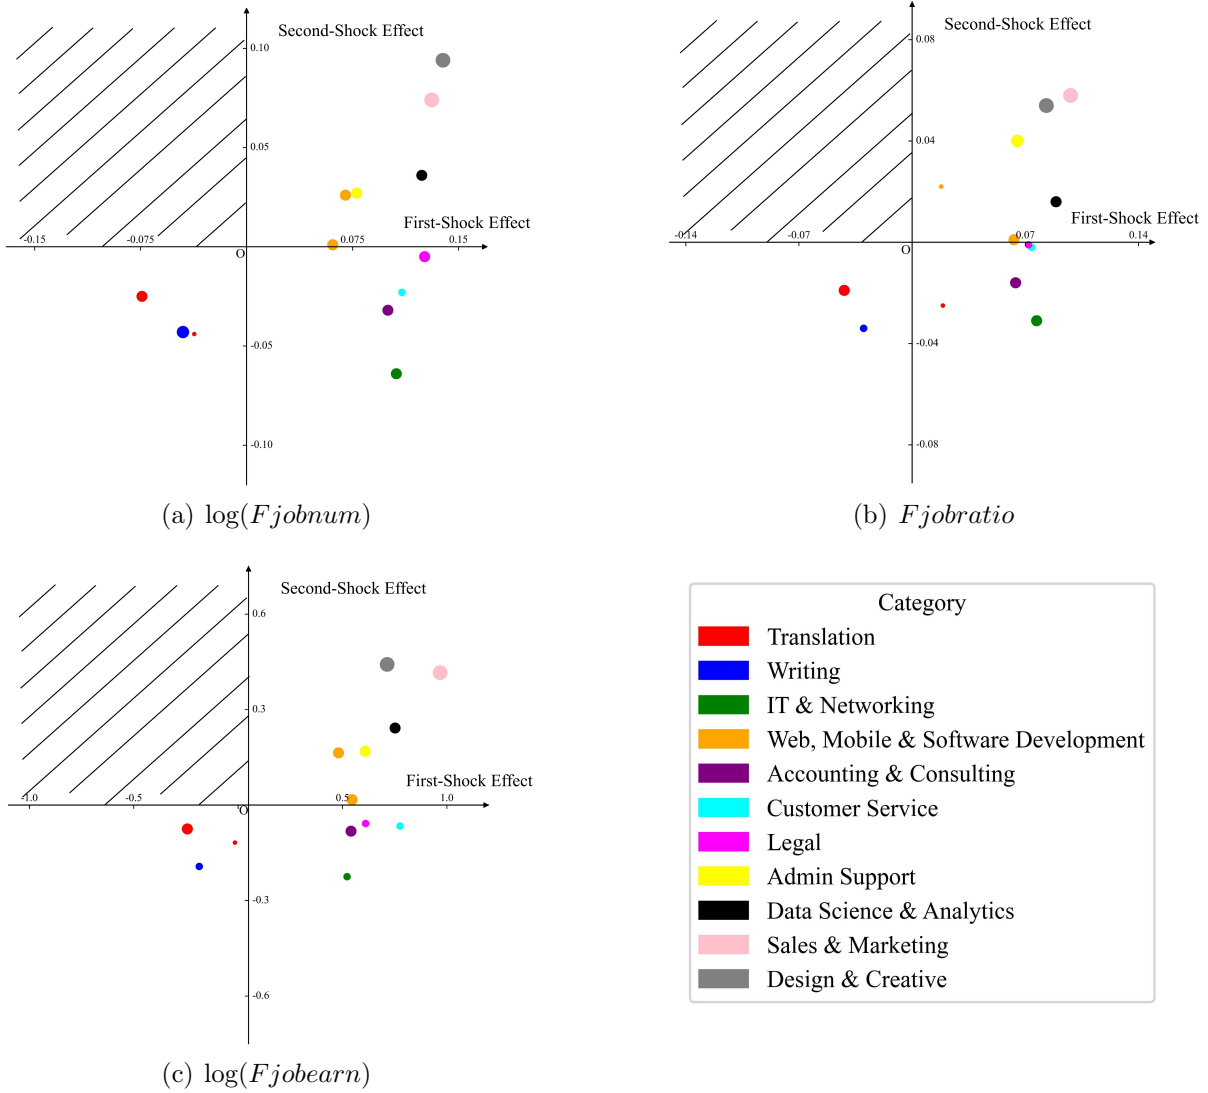 Second-Shock Effect
0.10
0.05
First-Shock Effect
-0.15
-0.075
0.075
0.15
O
-0.05
-0.10
(a) log(Fjobnum)
Second-Shock Effect
0.08
0.04
First-Shock Effect
-0.14
-0.07
0.07
0.14
O
-0.04
-0.08
(b) Fjobratio
Second-Shock Effect
0.6
0.3
First-Shock Effect
-1.0
-0.5
0.5
1.0
O
-0.3
-0.6
(c) log(Fjobearn)
Category
Translation
Writing
IT & Networking
Web, Mobile & Software Development
Accounting & Consulting
Customer Service
Legal
Admin Support
Data Science & Analytics
Sales & Marketing
Design & Creative